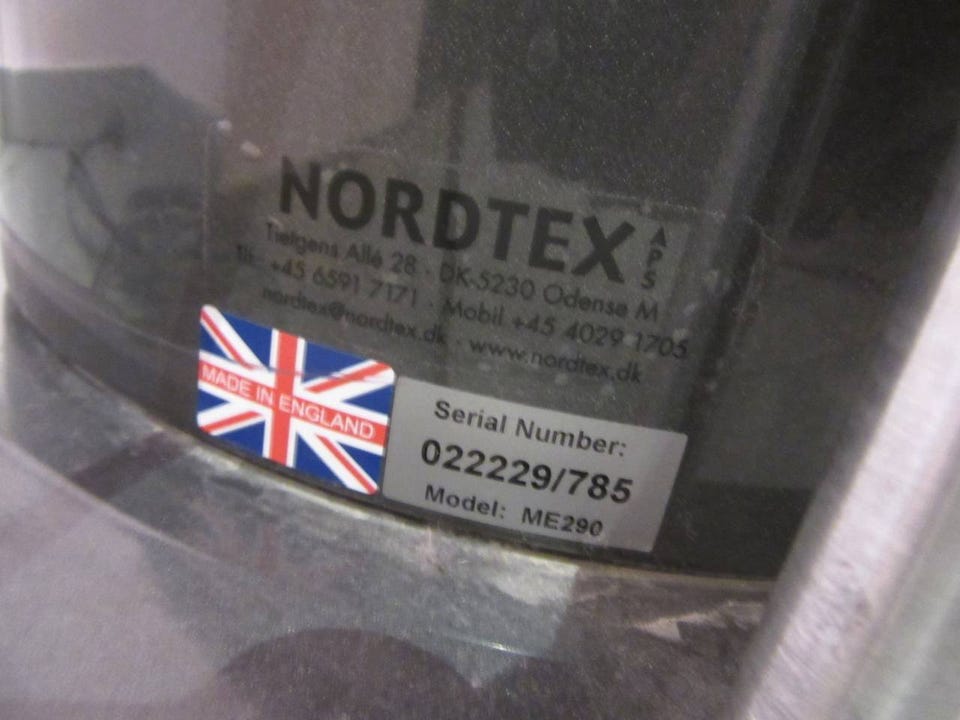 NORDTEX APS
Tietgens Allé 28 · DK-5230 Odense M
Tlf. +45 6591 7171 · Mobil +45 4029 1705
nordtex@nordtex.dk · www.nordtex.dk
MADE IN ENGLAND
Serial Number:
022229/785
Model: ME290